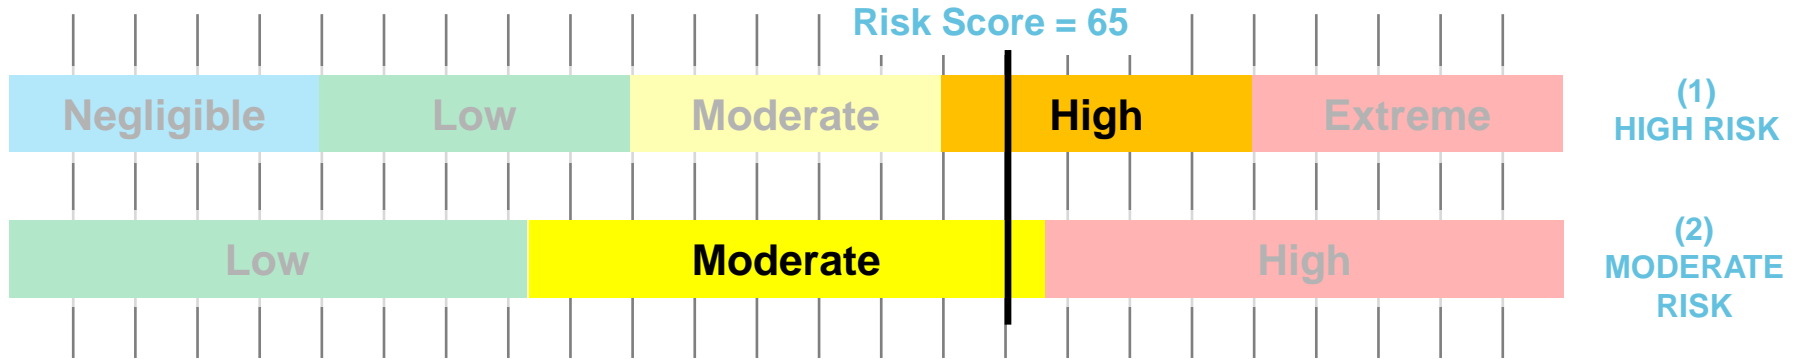 Risk Score = 65
Negligible
Low
Moderate
High
Extreme
(1)
HIGH RISK
Low
Moderate
High
(2)
MODERATE
RISK